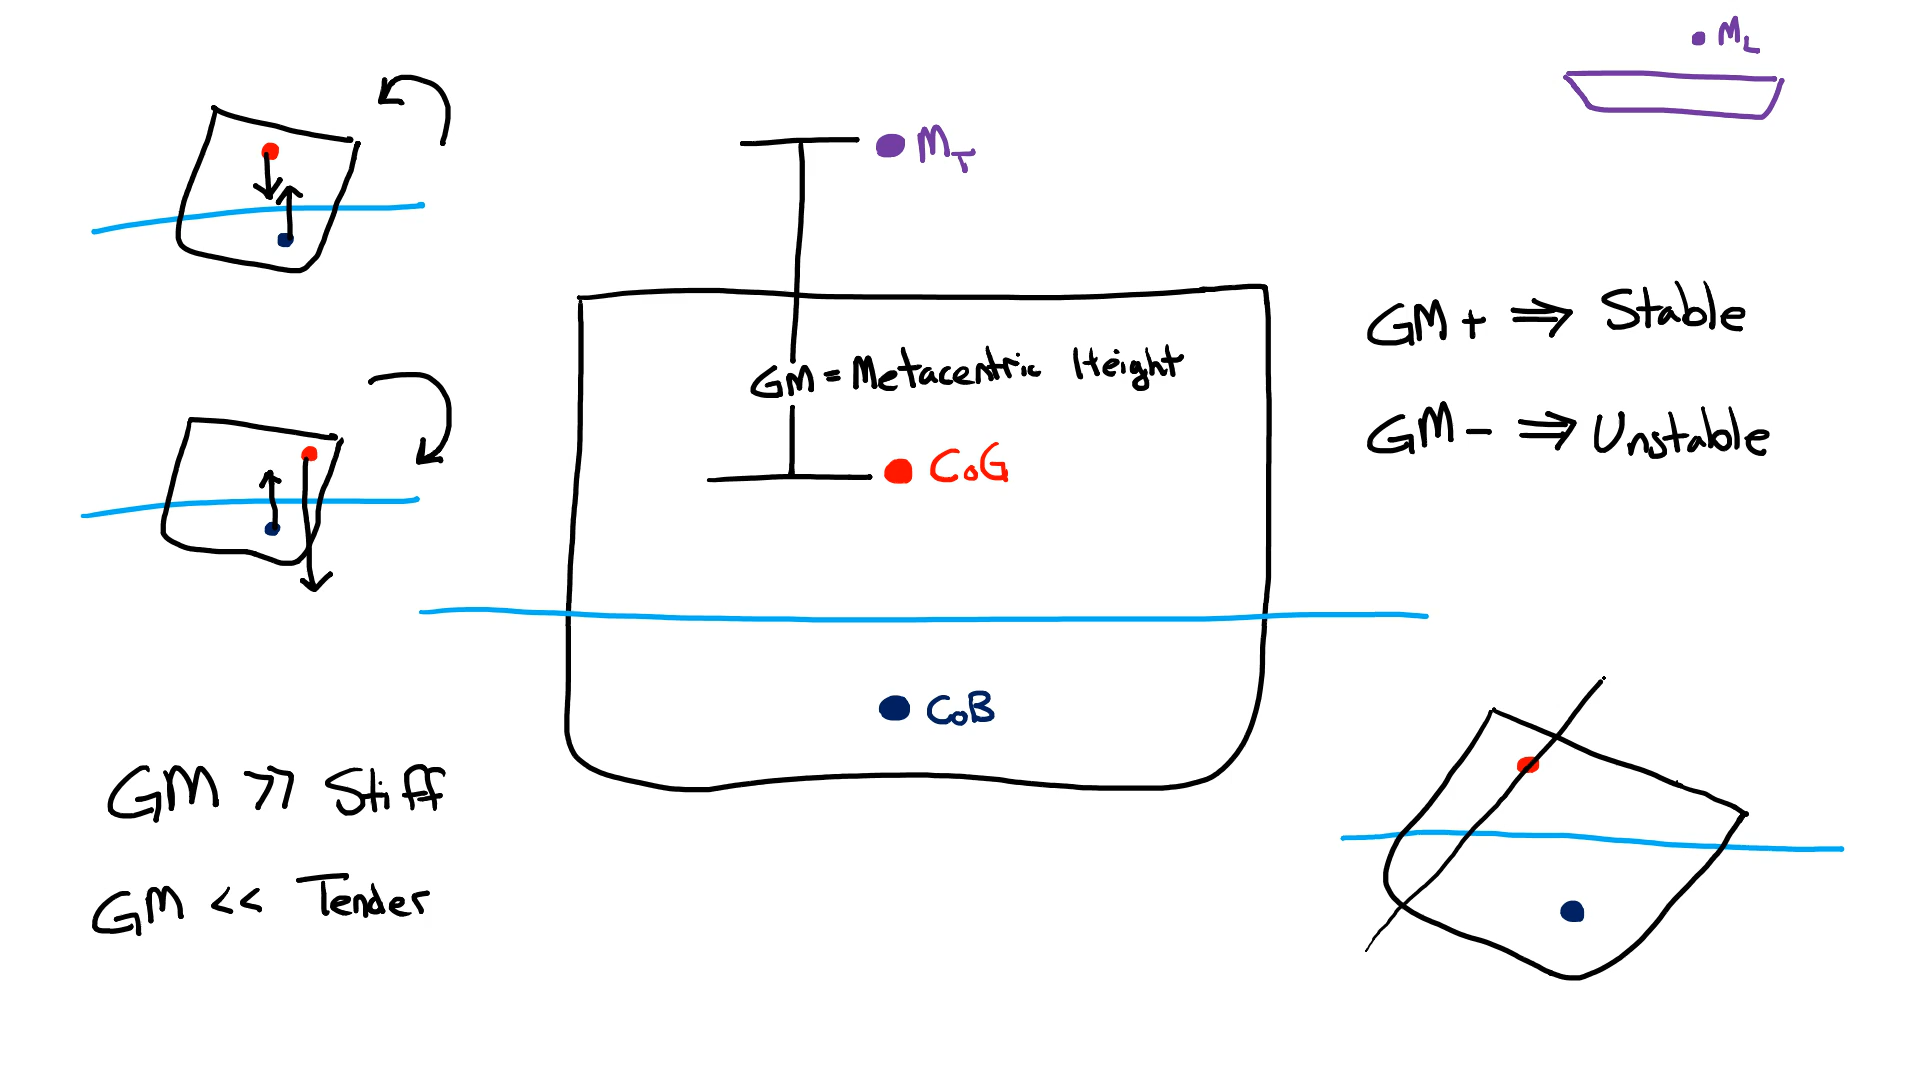 M_L
M_T
GM + ⇒ Stable
GM = Metacentric Height
GM - ⇒ Unstable
CoG
CoB
GM >> Stiff
GM << Tender